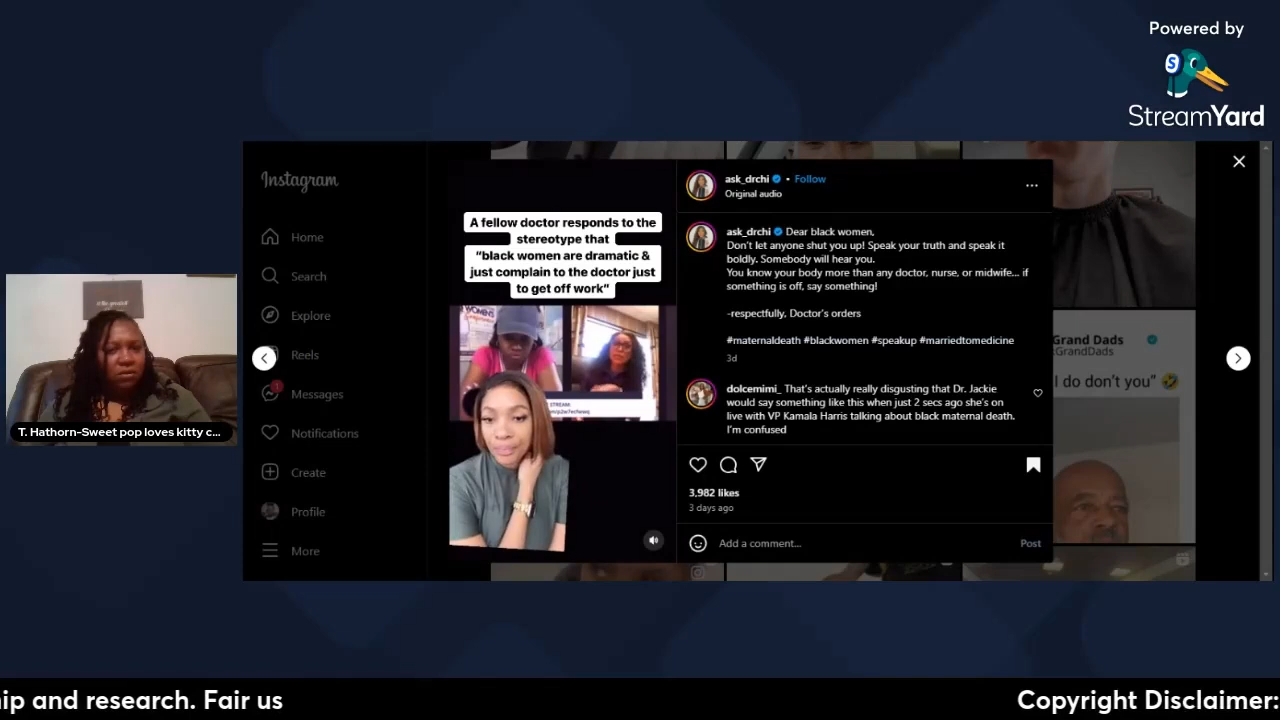 Powered by
StreamYard
Instagram
Home
Search
Explore
Reels
Messages
1
Notifications
Create
Profile
More
T. Hathorn-Sweet pop loves kitty c...
A fellow doctor responds to the
stereotype that
"black women are dramatic &
just complain to the doctor just
to get off work"
WOMEN'S
STREAM:
ask_drchi • Follow
Original audio
ask_drchi Dear black women,
Don't let anyone shut you up! Speak your truth and speak it
boldly. Somebody will hear you.
You know your body more than any doctor, nurse, or midwife... if
something is off, say something!
-respectfully, Doctor's orders
#maternaldeath #blackwomen #speakup #marriedtomedicine
3d
dolcemimi_ That's actually really disgusting that Dr. Jackie
would say something like this when just 2 secs ago she's on
live with VP Kamala Harris talking about black maternal death.
I'm confused
3,982 likes
3 days ago
Add a comment...
Post
Grand Dads
GrandDads
I do don't you" 🤣
ip and research. Fair us
Copyright Disclaimer: